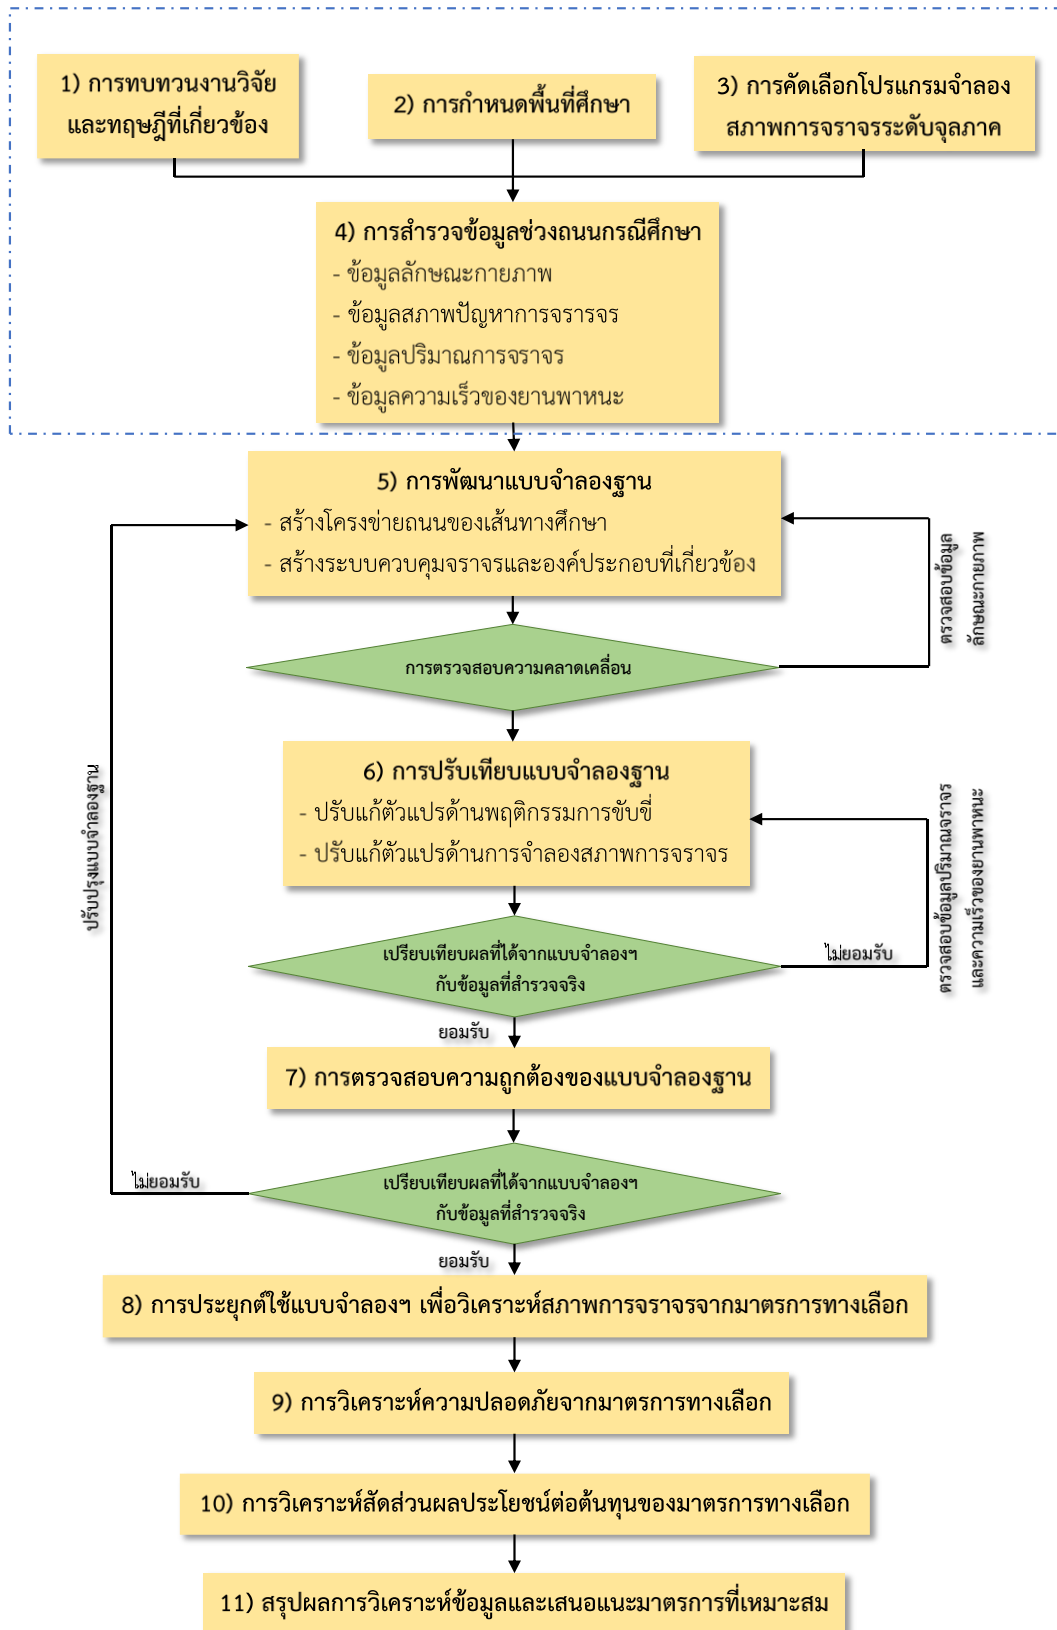 1) การทบทวนงานวิจัย
และทฤษฎีที่เกี่ยวข้อง
2) การกำหนดพื้นที่ศึกษา
3) การคัดเลือกโปรแกรมจำลอง
สภาพการจราจรระดับจุลภาค
4) การสำรวจข้อมูลช่วงถนนกรณีศึกษา
- ข้อมูลลักษณะกายภาพ
- ข้อมูลสภาพปัญหาการจรารจร
- ข้อมูลปริมาณการจราจร
- ข้อมูลความเร็วของยานพาหนะ
5) การพัฒนาแบบจำลองฐาน
- สร้างโครงข่ายถนนของเส้นทางศึกษา
- สร้างระบบควบคุมจราจรและองค์ประกอบที่เกี่ยวข้อง
ตรวจสอบข้อมูล
ลักษณะกายภาพ
การตรวจสอบความคลาดเคลื่อน
6) การปรับเทียบแบบจำลองฐาน
- ปรับแก้ตัวแปรด้านพฤติกรรมการขับขี่
- ปรับแก้ตัวแปรด้านการจำลองสภาพการจราจร
ปรับปรุงแบบจำลองฐาน
ตรวจสอบข้อมูลปริมาณจราจร
และความเร็วของยานพาหนะ
เปรียบเทียบผลที่ได้จากแบบจำลองฯ
กับข้อมูลที่สำรวจจริง
ไม่ยอมรับ
ยอมรับ
7) การตรวจสอบความถูกต้องของแบบจำลองฐาน
เปรียบเทียบผลที่ได้จากแบบจำลองฯ
กับข้อมูลที่สำรวจจริง
ไม่ยอมรับ
ยอมรับ
8) การประยุกต์ใช้แบบจำลองฯ เพื่อวิเคราะห์สภาพการจราจรจากมาตรการทางเลือก
9) การวิเคราะห์ความปลอดภัยจากมาตรการทางเลือก
10) การวิเคราะห์สัดส่วนผลประโยชน์ต่อต้นทุนของมาตรการทางเลือก
11) สรุปผลการวิเคราะห์ข้อมูลและเสนอแนะมาตรการที่เหมาะสม